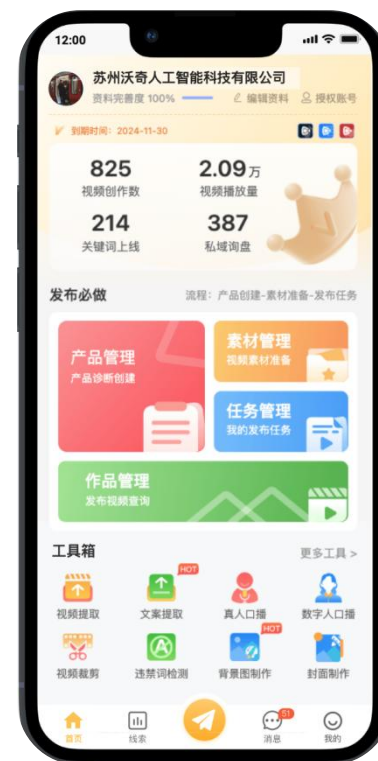 12:00
苏州沃奇人工智能科技有限公司
资料完善度 100% 编辑资料 授权账号
到期时间：2024-11-30
825 2.09万
视频创作数 视频播放量
214 387
关键词上线 私域询盘
发布必做 流程：产品创建-素材准备-发布任务
产品管理
产品诊断创建
素材管理
视频素材准备
任务管理
我的发布任务
作品管理
发布视频查询
工具箱 更多工具 >
HOT
视频提取 文案提取 真人口播 数字人口播
HOT
视频裁剪 违禁词检测 背景图制作 封面制作
51
首页 线索 消息 我的